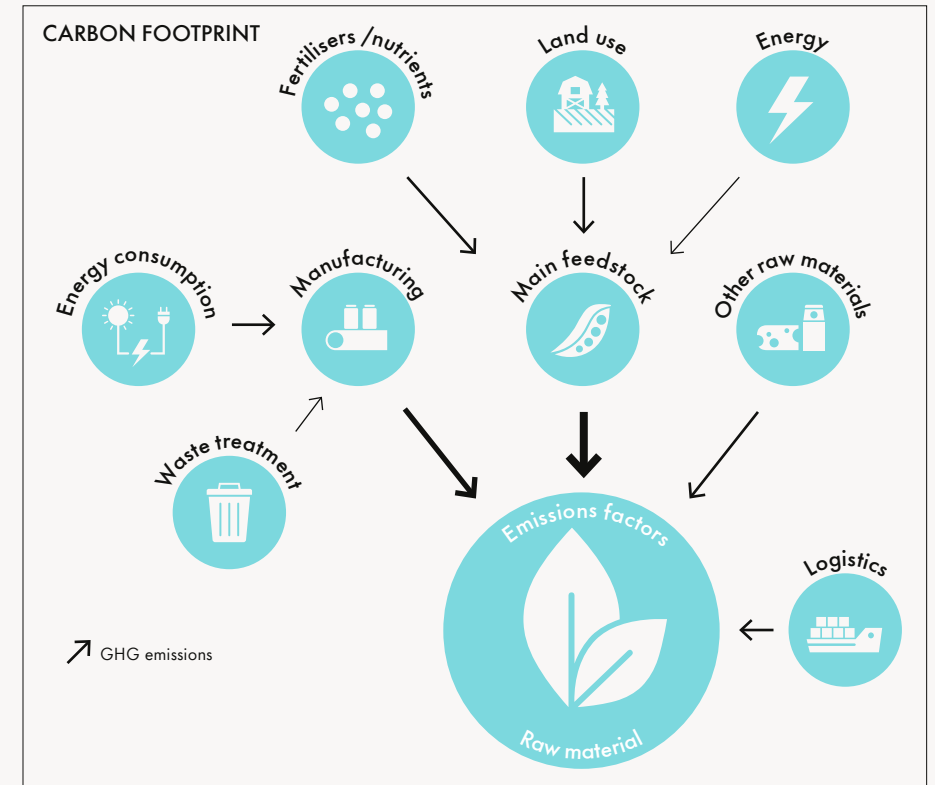 CARBON FOOTPRINT
Fertilisers /nutrients
Land use
Energy
Energy consumption
Manufacturing
Main feedstock
Other raw materials
Waste treatment
Emissions factors
Logistics
GHG emissions
Raw material